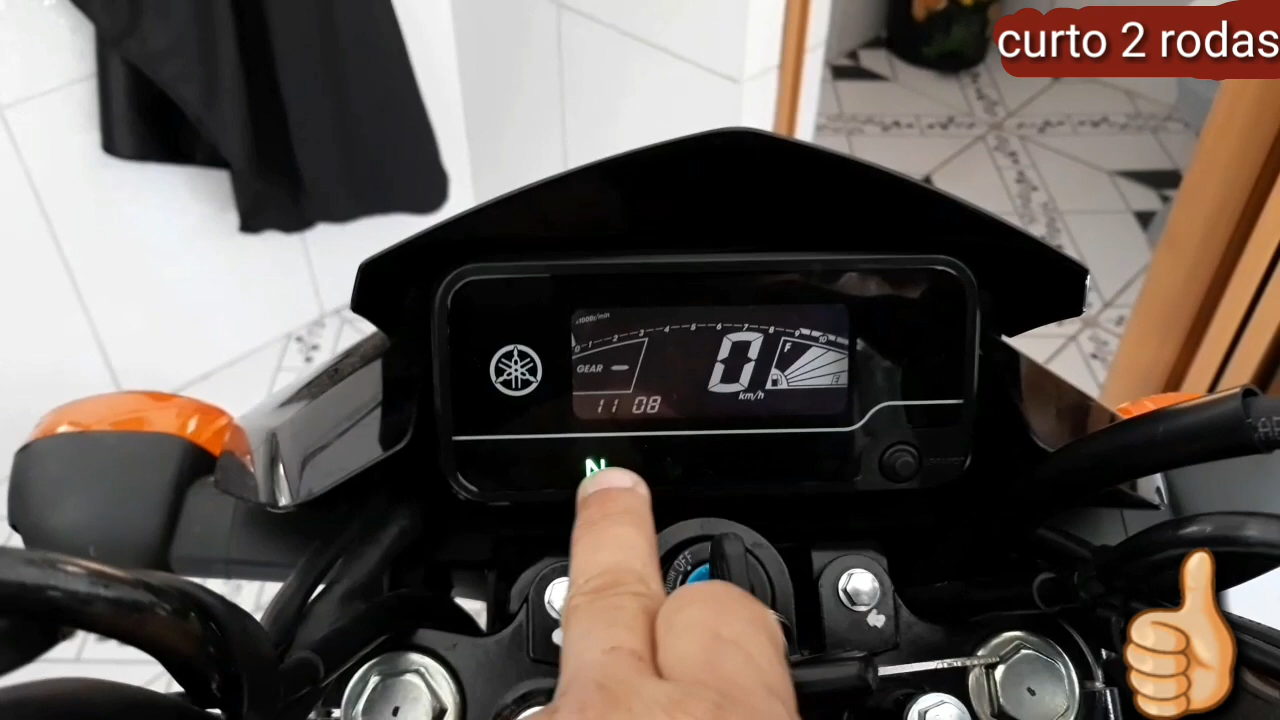 curto 2 rodas
x1000r/min
0 1 2 3 4 5 6 7 8 9 10
GEAR -
0
km/h
F
E
11 08
N
OFF